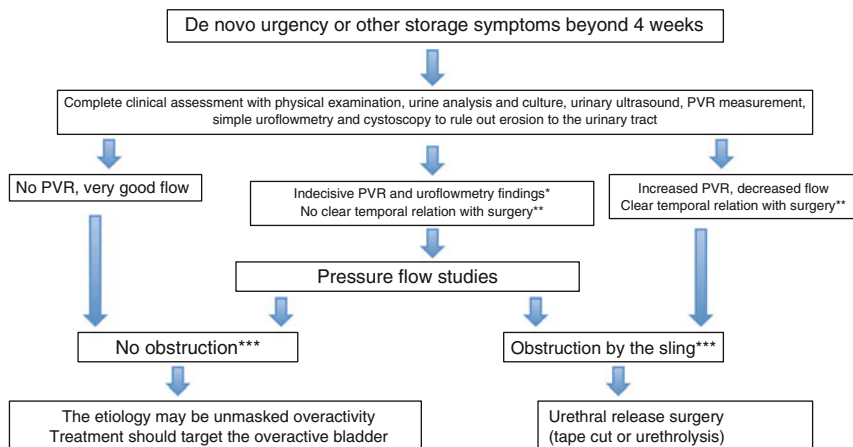 De novo urgency or other storage symptoms beyond 4 weeks
Complete clinical assessment with physical examination, urine analysis and culture, urinary ultrasound, PVR measurement,
simple uroflowmetry and cystoscopy to rule out erosion to the urinary tract
No PVR, very good flow
Indecisive PVR and uroflowmetry findings*
No clear temporal relation with surgery**
Increased PVR, decreased flow
Clear temporal relation with surgery**
Pressure flow studies
No obstruction***
Obstruction by the sling***
The etiology may be unmasked overactivity
Treatment should target the overactive bladder
Urethral release surgery
(tape cut or urethrolysis)